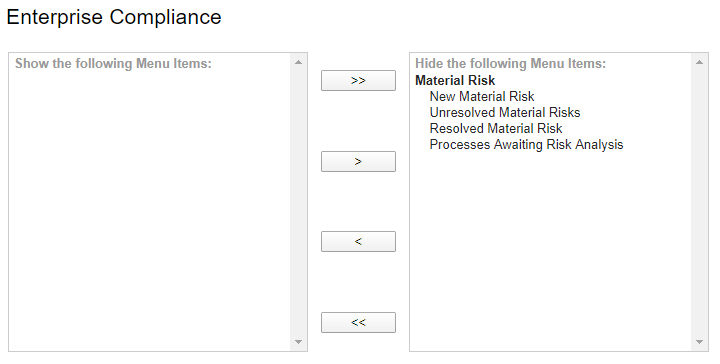 Enterprise Compliance
Show the following Menu Items:
>>
>
<
<<
Hide the following Menu Items:
Material Risk
New Material Risk
Unresolved Material Risks
Resolved Material Risk
Processes Awaiting Risk Analysis